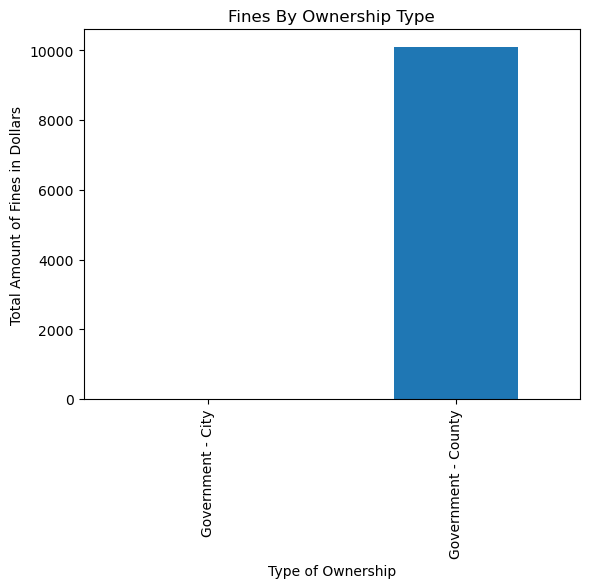 Fines By Ownership Type
Total Amount of Fines in Dollars
10000
8000
6000
4000
2000
0
Government - City
Government - County
Type of Ownership